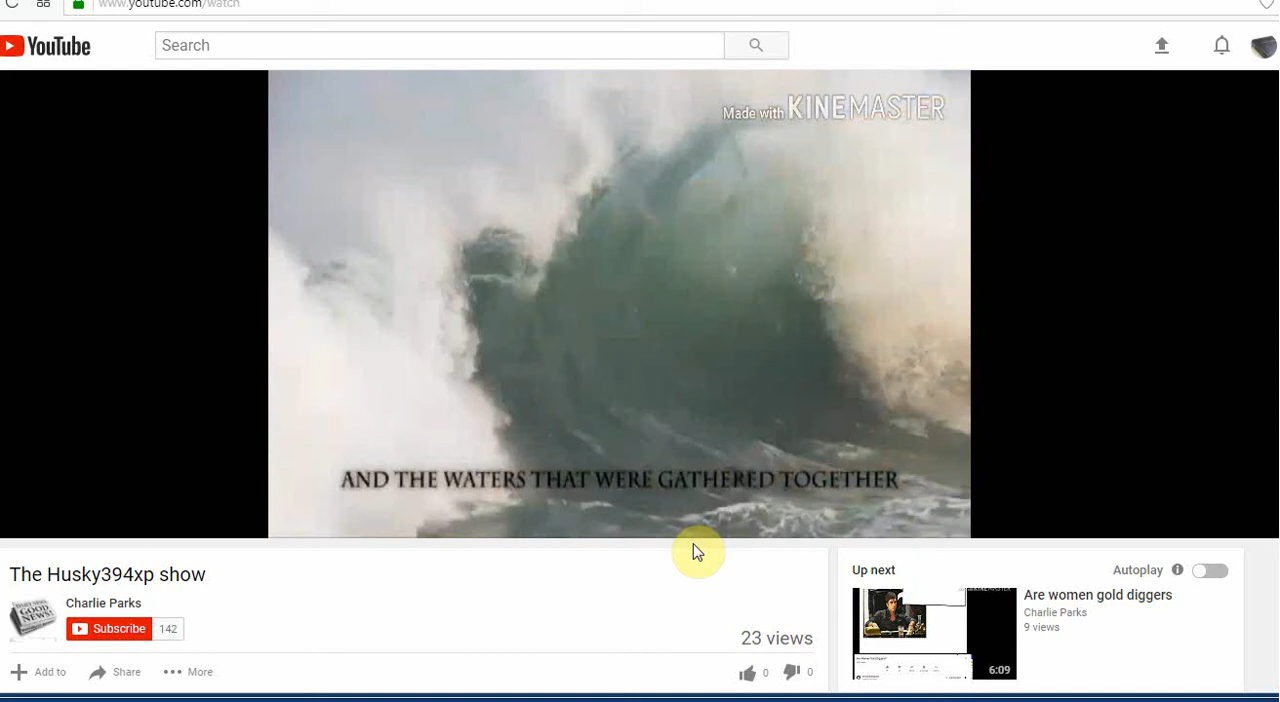 www.youtube.com/watch
YouTube
Search
Made with KINEMASTER
AND THE WATERS THAT WERE GATHERED TOGETHER
The Husky394xp show
Charlie Parks
Subscribe 142
23 views
Add to Share More
0 0
Up next
Autoplay
Are women gold diggers
Charlie Parks
9 views
6:09
GOOD
NEWS!